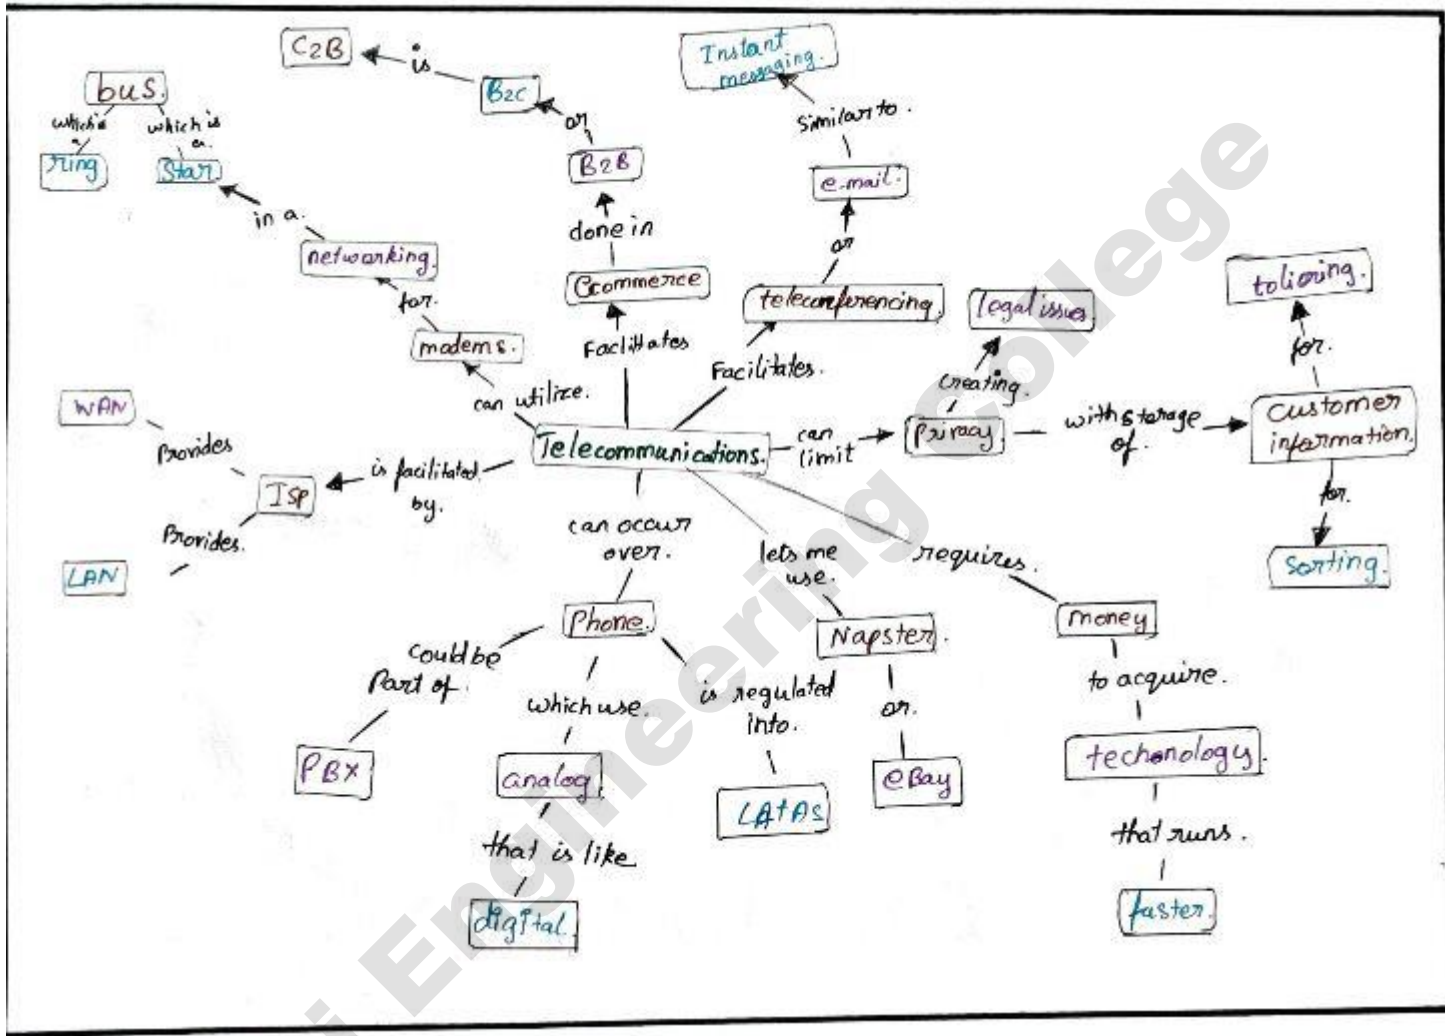 C2B
is
B2C
or
B2B
done in
Ecommerce
Facilitates
Instant
messaging.
similar to.
e.mail.
or
teleconferencing.
Facilitates.
bus.
which is
a
ring
which is
a.
Star.
in a.
networking.
for.
modems.
can utilize.
legal issues.
creating.
Privacy.
can
limit
with storage
of.
tolioring.
for.
Customer
information.
for.
Sorting.
Telecommunications.
WAN
Provides
ISP
is facilitated
by.
Provides.
LAN
can occur
over.
Phone.
could be
Part of.
PBX
which use.
analog
that is like
digital.
is regulated
into.
LAtAs
lets me
use.
Napster.
or.
eBay
requires.
money
to acquire.
techonology.
that runs.
faster.
i Engineering College